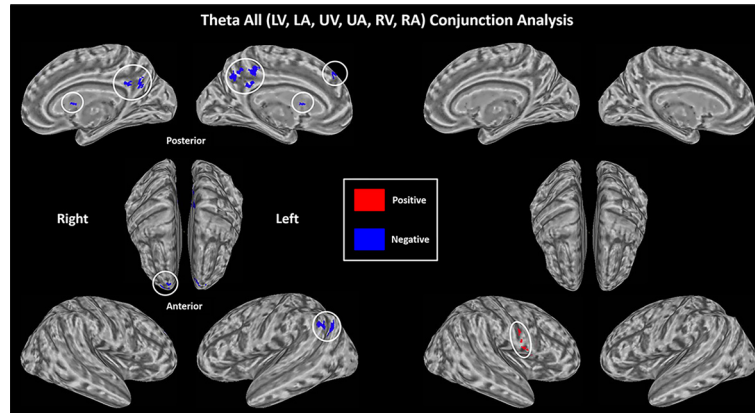 Theta All (LV, LA, UV, UA, RV, RA) Conjunction Analysis
Posterior
Right
Left
Positive
Negative
Anterior